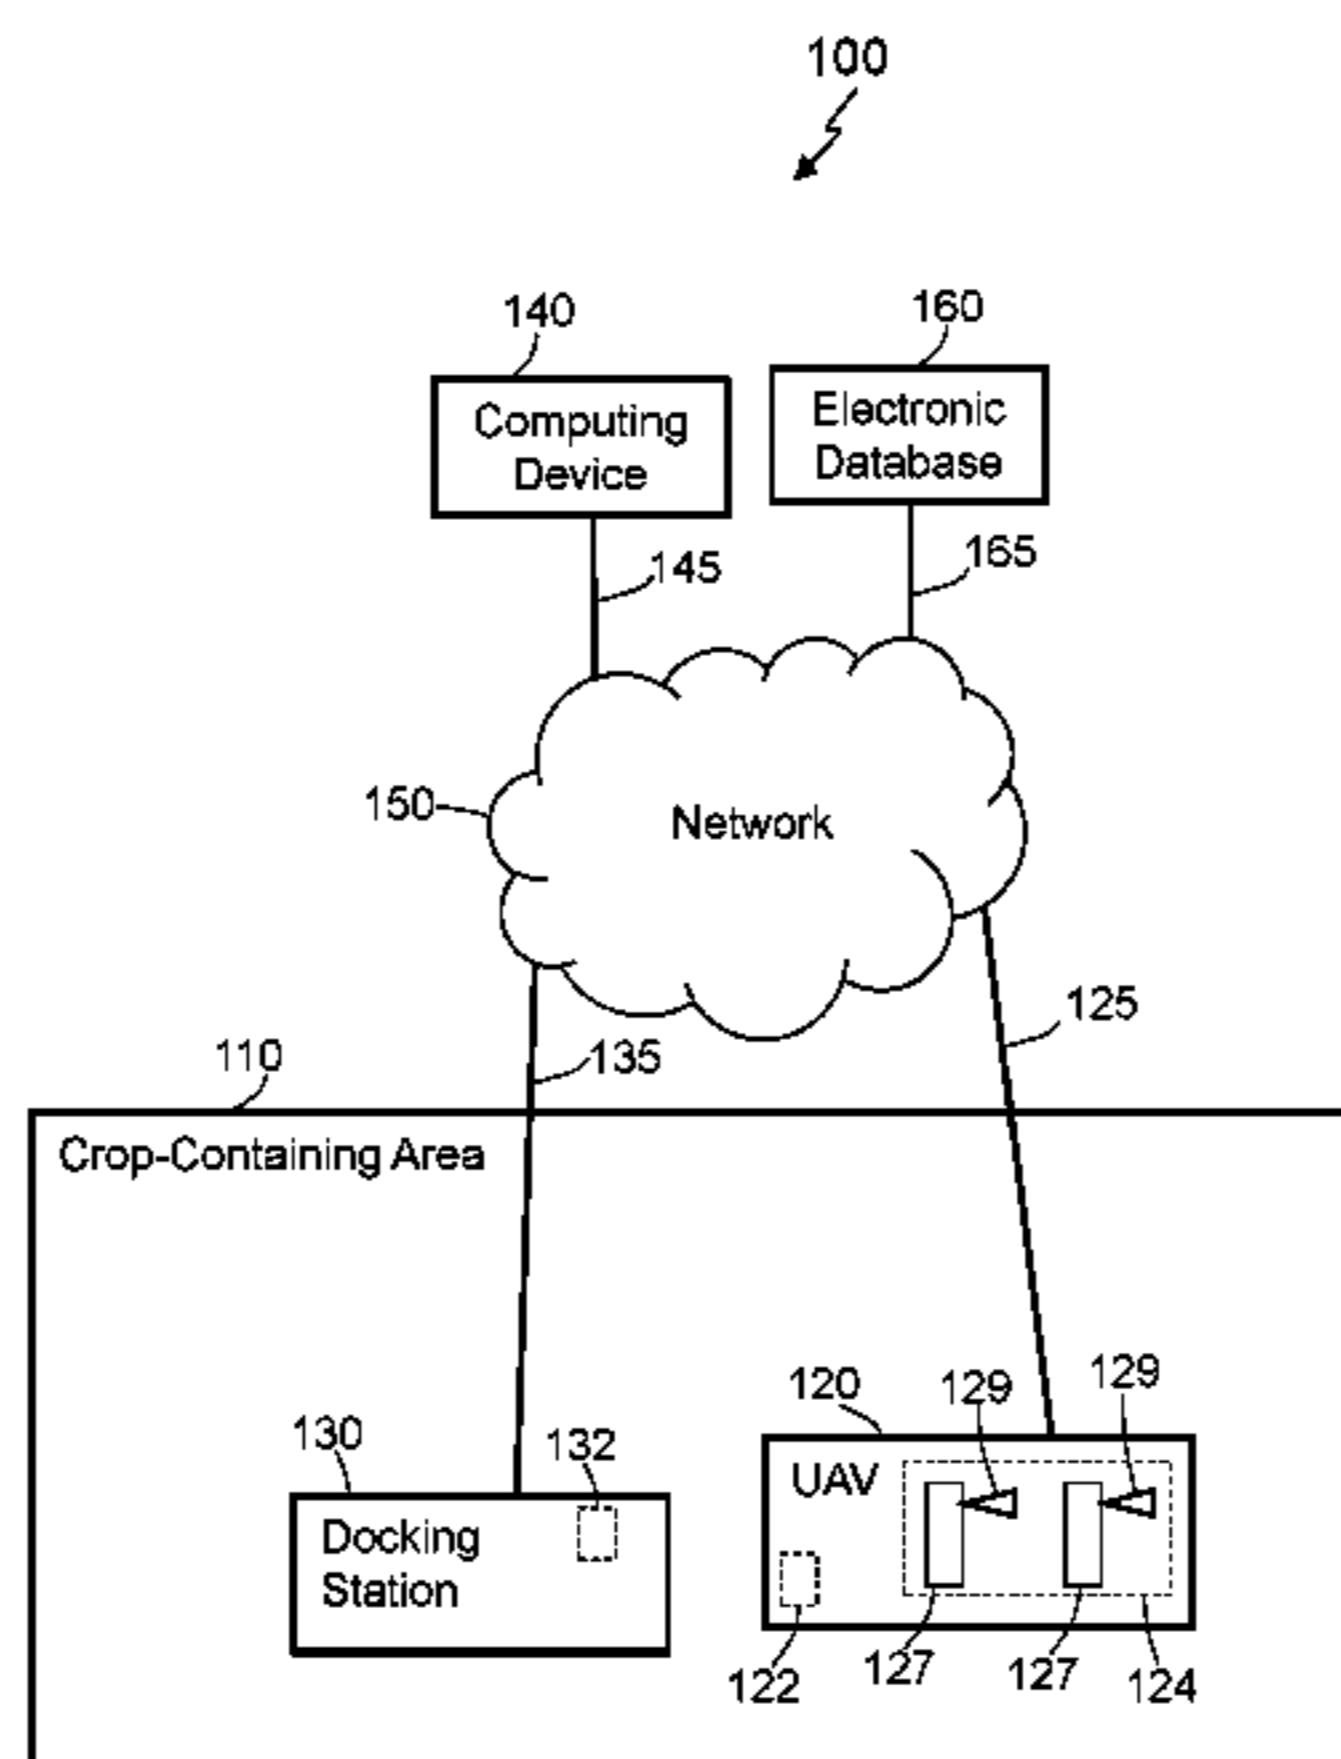 100
140
160
Computing
Device
Electronic
Database
145
165
150
Network
125
135
110
Crop-Containing Area
120
129
129
130
132
UAV
Docking
Station
122
127
127
124